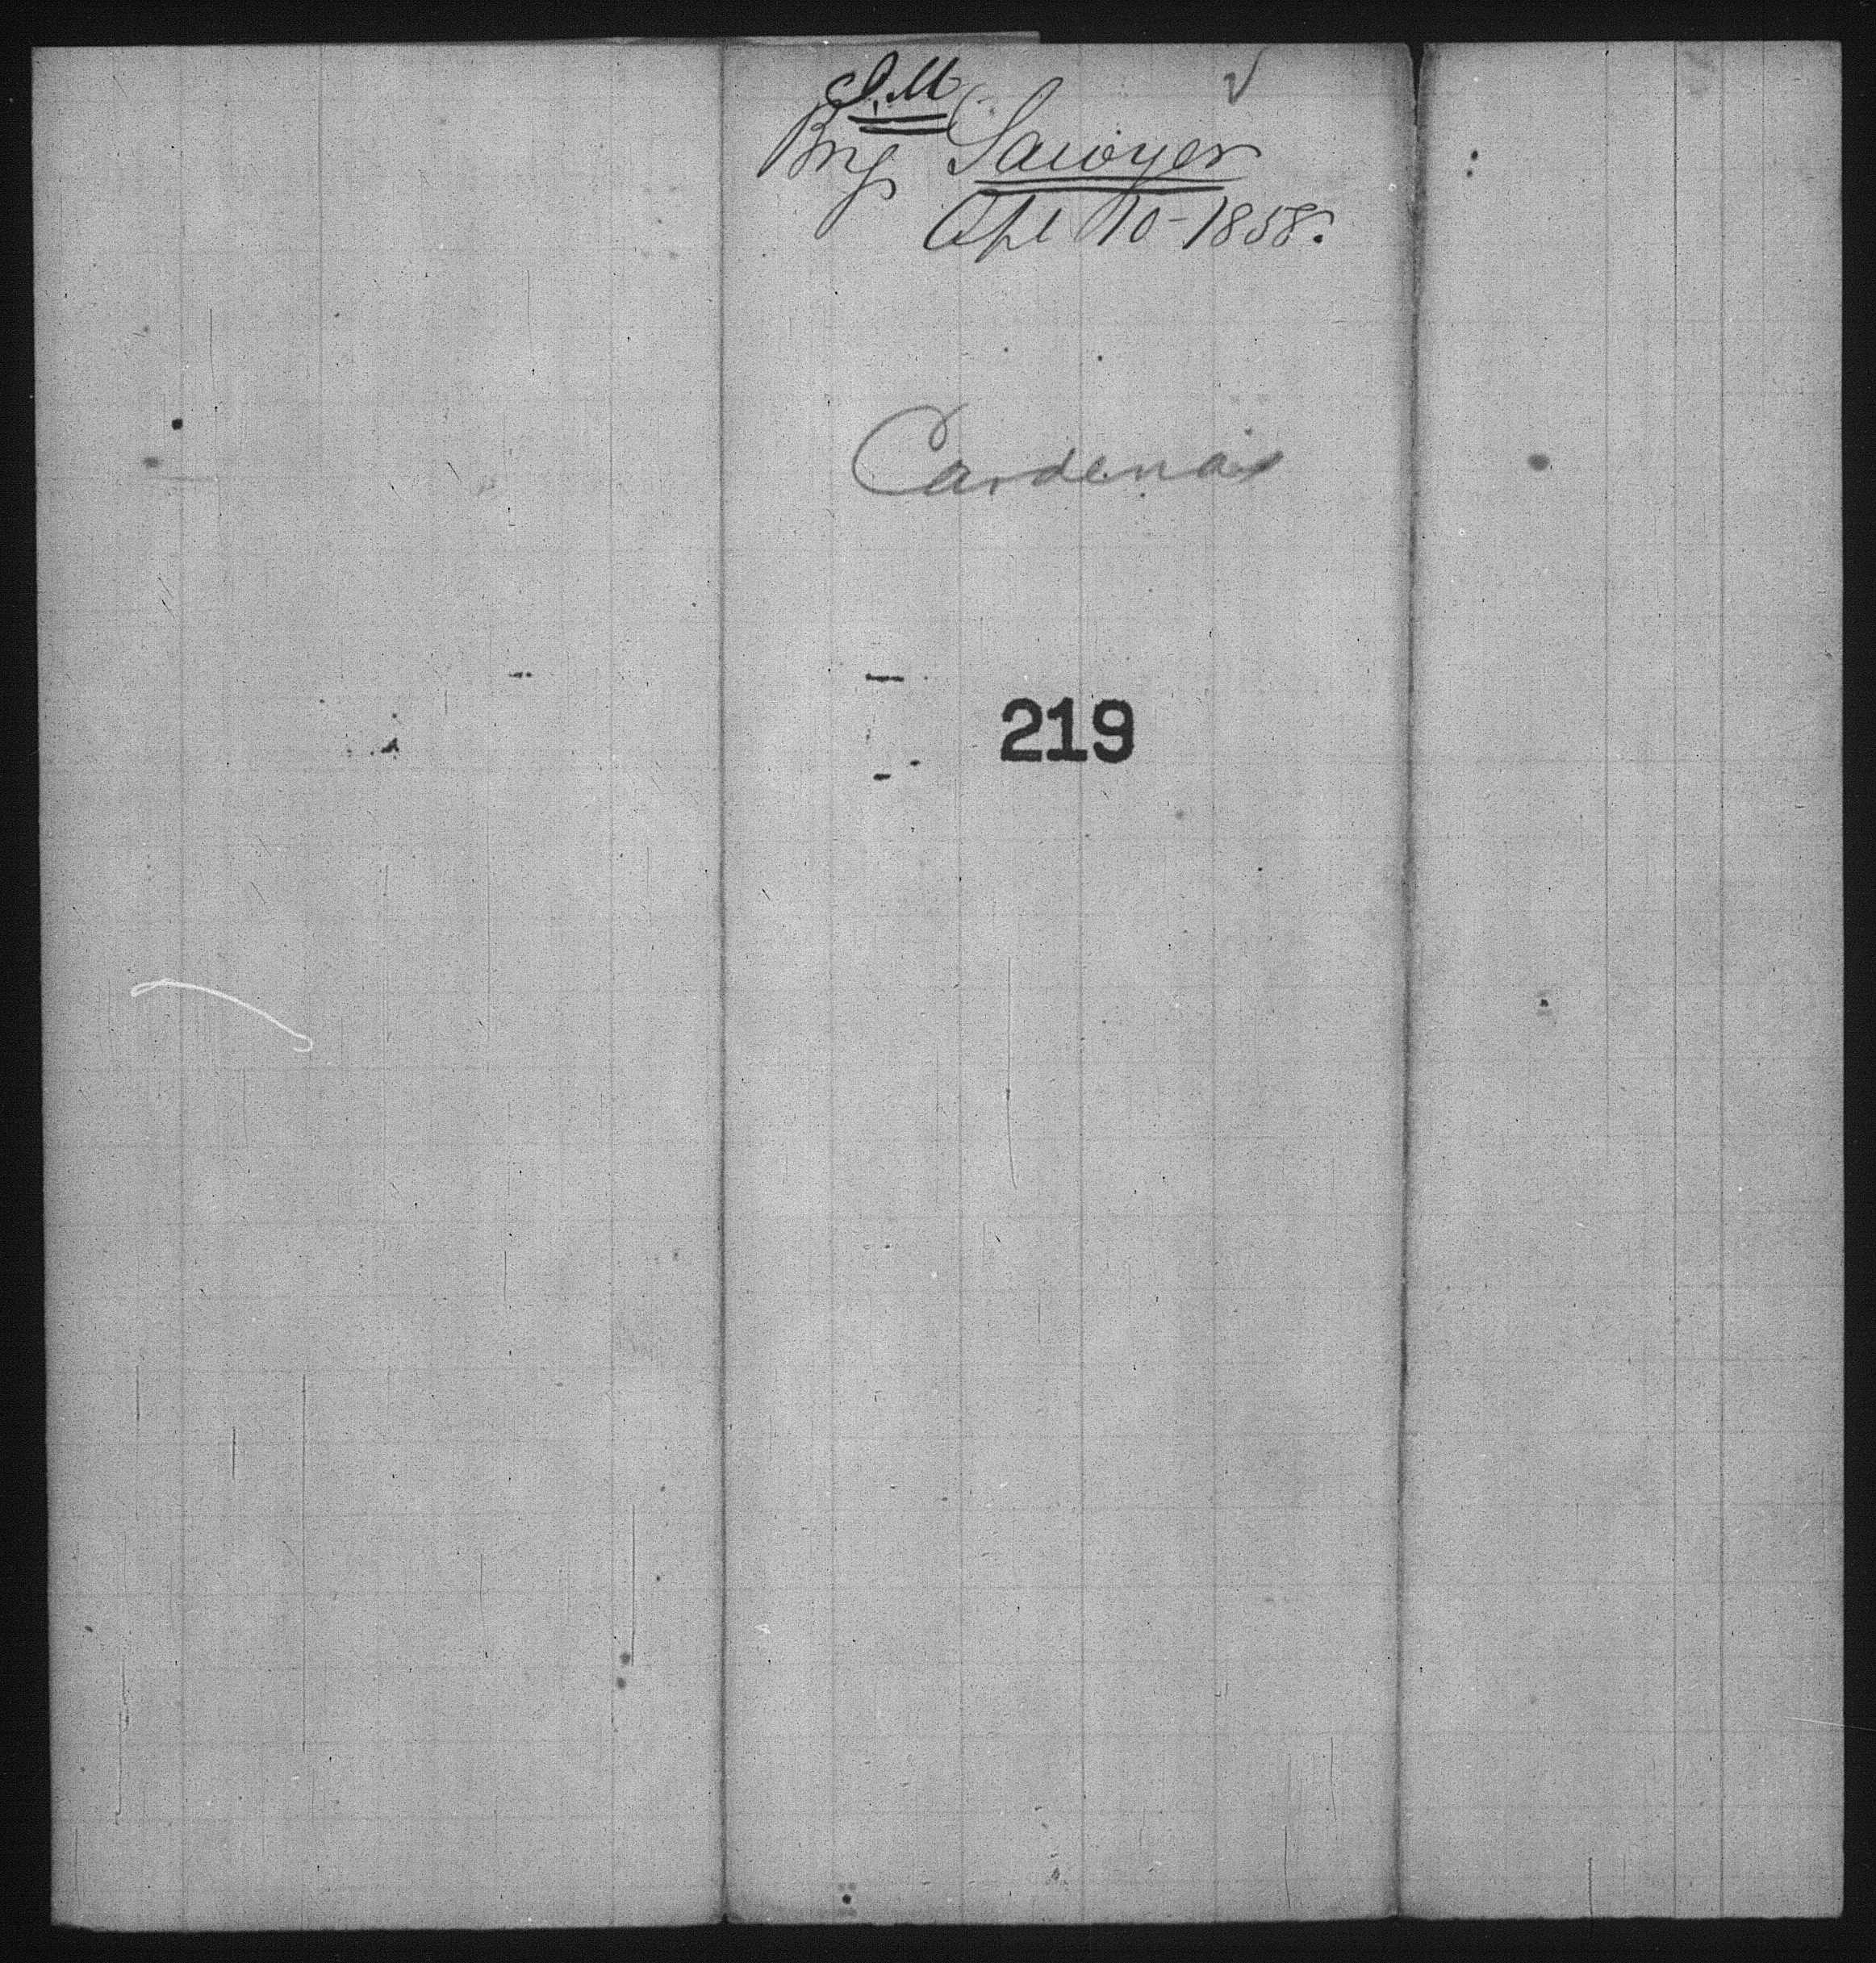 J.M.
Brig Sawyer
Apl 10-1858.
Cardenas
219